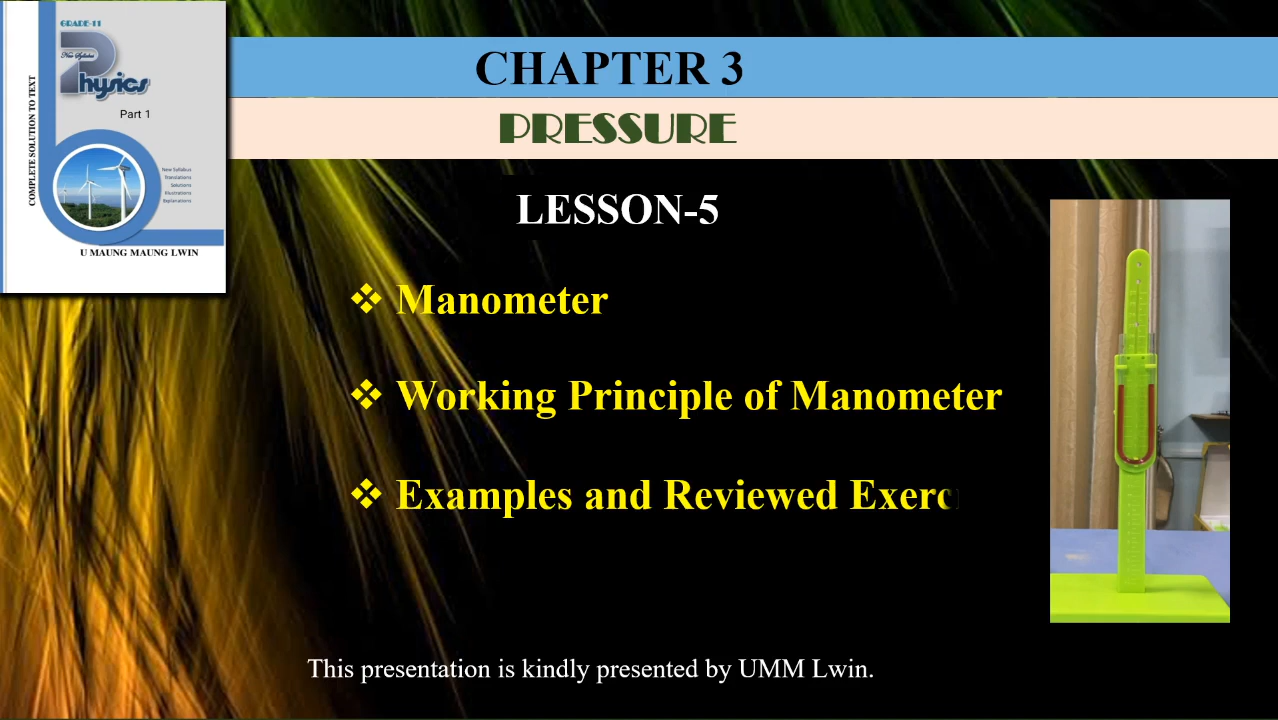 GRADE-11
New Syllabus
Physics
Part 1
COMPLETE SOLUTION TO TEXT
New Syllabus
Translations
Solutions
Illustrations
Explanations
U MAUNG MAUNG LWIN
CHAPTER 3
PRESSURE
LESSON-5
❖ Manometer
❖ Working Principle of Manometer
❖ Examples and Reviewed Exerc
This presentation is kindly presented by UMM Lwin.